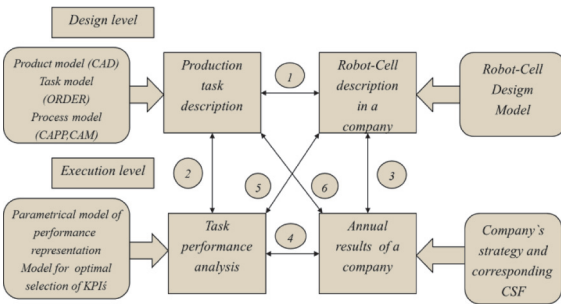 Design level
Product model (CAD)
Task model
(ORDER)
Process model
(CAPP,CAM)
Production
task
description
1
Robot-Cell
description
in a
company
Robot-Cell
Desigm
Model
Execution level
2
5
6
3
Parametrical model of
performance
representation
Model for optimal
selection of KPIś
Task
performance
analysis
4
Annual
results of a
company
Company`s
strategy and
corresponding
CSF